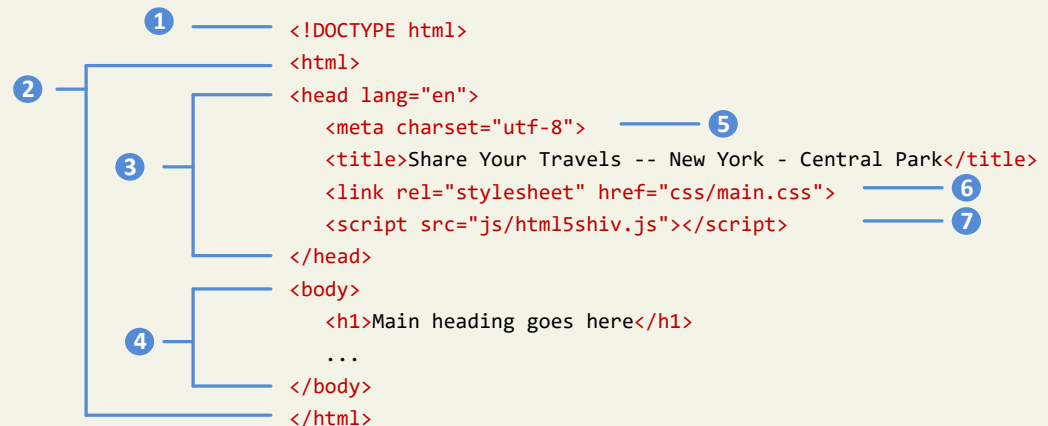 1 <!DOCTYPE html>
<html>
2 <head lang="en">
<meta charset="utf-8"> 5
<title>Share Your Travels -- New York - Central Park</title>
3
<link rel="stylesheet" href="css/main.css"> 6
<script src="js/html5shiv.js"></script> 7
</head>
<body>
<h1>Main heading goes here</h1>
4
...
</body>
</html>